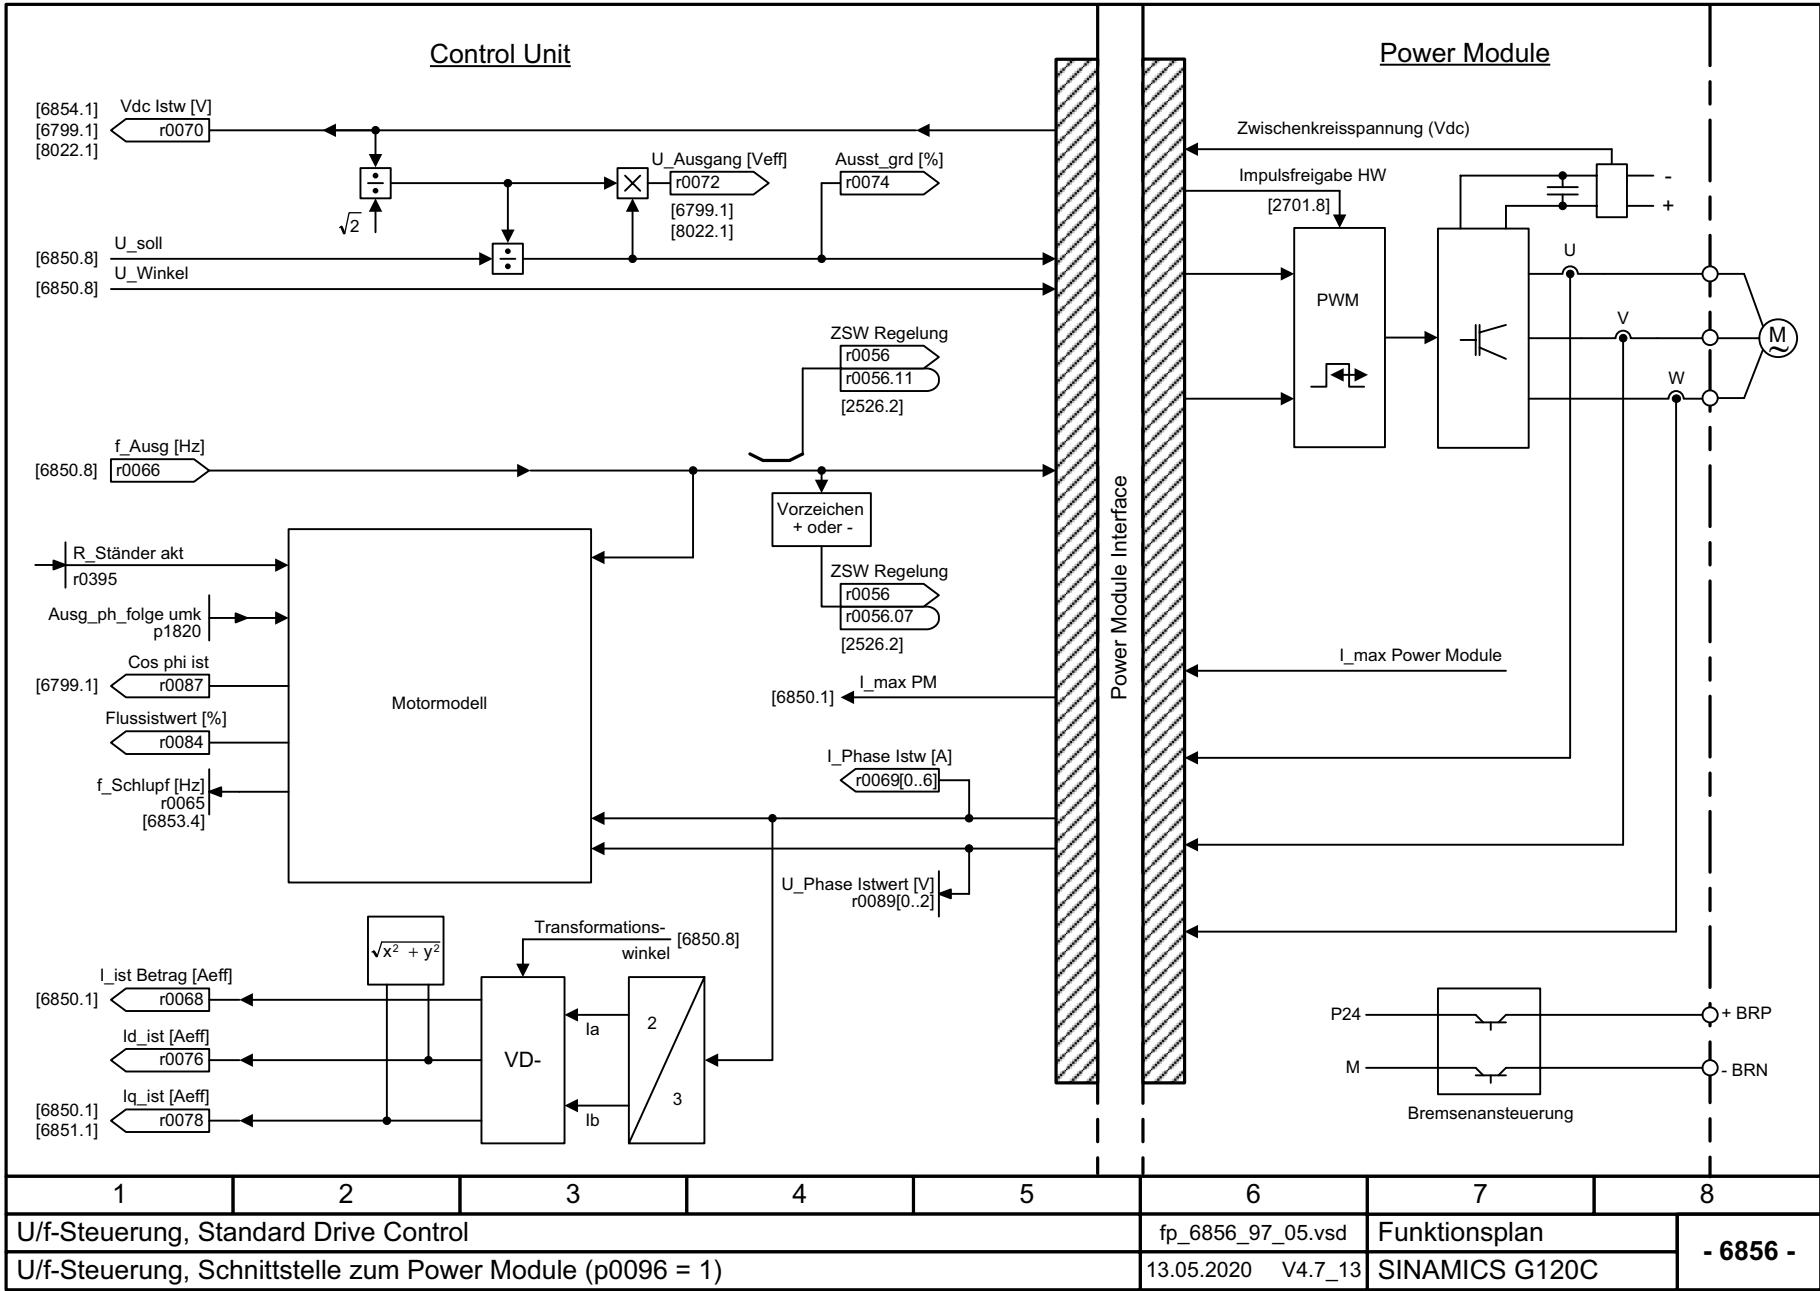 Control Unit
Power Module
[6854.1]
[6799.1]
[8022.1]
Vdc Istw [V]
r0070
÷
√2
U_Ausgang [Veff]
r0072
[6799.1]
[8022.1]
Ausst_grd [%]
r0074
[6850.8]
U_soll
÷
[6850.8]
U_Winkel
ZSW Regelung
r0056
r0056.11
[2526.2]
f_Ausg [Hz]
[6850.8]
r0066
Vorzeichen
+ oder -
ZSW Regelung
r0056
r0056.07
[2526.2]
R_Ständer akt
r0395
Ausg_ph_folge umk
p1820
Cos phi ist
[6799.1]
r0087
Flussistwert [%]
r0084
f_Schlupf [Hz]
r0065
[6853.4]
Motormodell
[6850.1]
I_max PM
I_Phase Istw [A]
r0069[0..6]
U_Phase Istwert [V]
r0089[0..2]
Transformations-
winkel
[6850.8]
√x² + y²
I_ist Betrag [Aeff]
[6850.1]
r0068
Id_ist [Aeff]
r0076
Iq_ist [Aeff]
[6850.1]
[6851.1]
r0078
VD-
Ia
Ib
2
3
Power Module Interface
Zwischenkreisspannung (Vdc)
Impulsfreigabe HW
[2701.8]
-
+
PWM
U
V
W
M
~
I_max Power Module
P24
+ BRP
M
- BRN
Bremsenansteuerung
1 2 3 4 5 6 7 8
U/f-Steuerung, Standard Drive Control
fp_6856_97_05.vsd
Funktionsplan
- 6856 -
U/f-Steuerung, Schnittstelle zum Power Module (p0096 = 1)
13.05.2020 V4.7_13
SINAMICS G120C